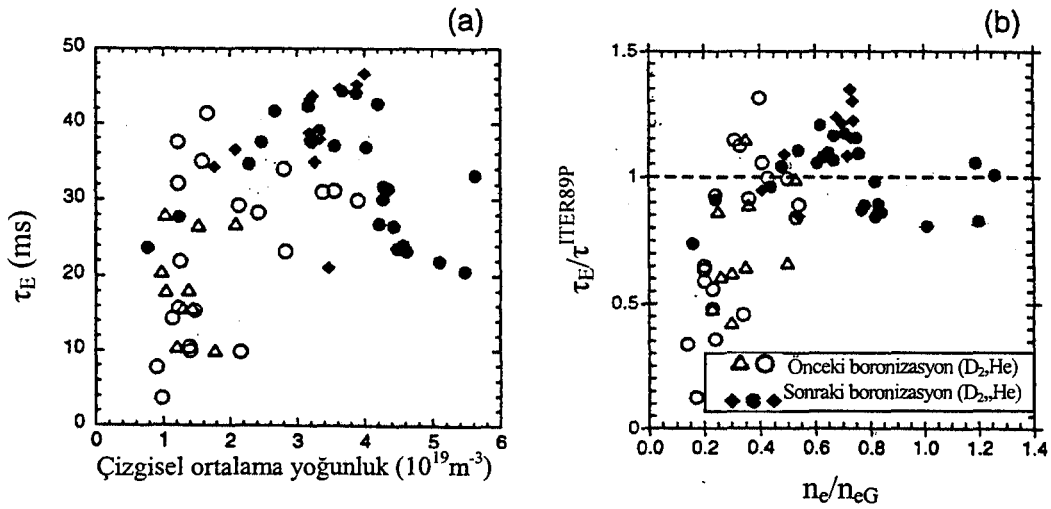 (a)
50
40
30
20
10
0
τE (ms)
0 1 2 3 4 5 6
Çizgisel ortalama yoğunluk (10¹⁹m⁻³)
(b)
1.5
1
0.5
0
τE/τ^ITER89P
Önceki boronizasyon (D₂,He)
Sonraki boronizasyon (D₂,,He)
0.0 0.2 0.4 0.6 0.8 1.0 1.2 1.4
nₑ/nₑG